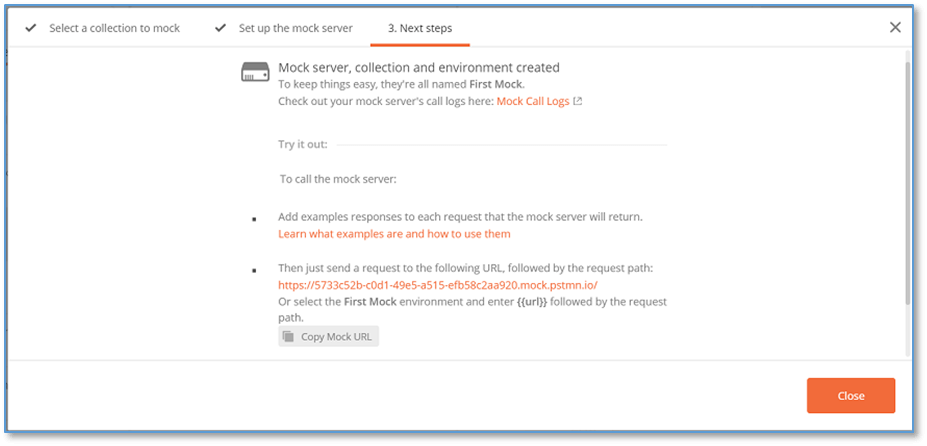 Select a collection to mock
Set up the mock server
3. Next steps
Mock server, collection and environment created
To keep things easy, they're all named First Mock.
Check out your mock server's call logs here: Mock Call Logs
Try it out:
To call the mock server:
Add examples responses to each request that the mock server will return.
Learn what examples are and how to use them
Then just send a request to the following URL, followed by the request path:
https://5733c52b-c0d1-49e5-a515-efb58c2aa920.mock.pstmn.io/
Or select the First Mock environment and enter {{url}} followed by the request
path.
Copy Mock URL
Close